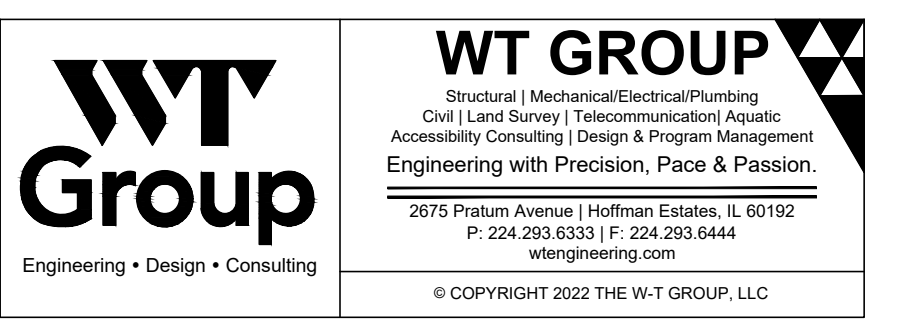 WT
Group
Engineering • Design • Consulting
WT GROUP
Structural | Mechanical/Electrical/Plumbing
Civil | Land Survey | Telecommunication| Aquatic
Accessibility Consulting | Design & Program Management
Engineering with Precision, Pace & Passion.
2675 Pratum Avenue | Hoffman Estates, IL 60192
P: 224.293.6333 | F: 224.293.6444
wtengineering.com
© COPYRIGHT 2022 THE W-T GROUP, LLC